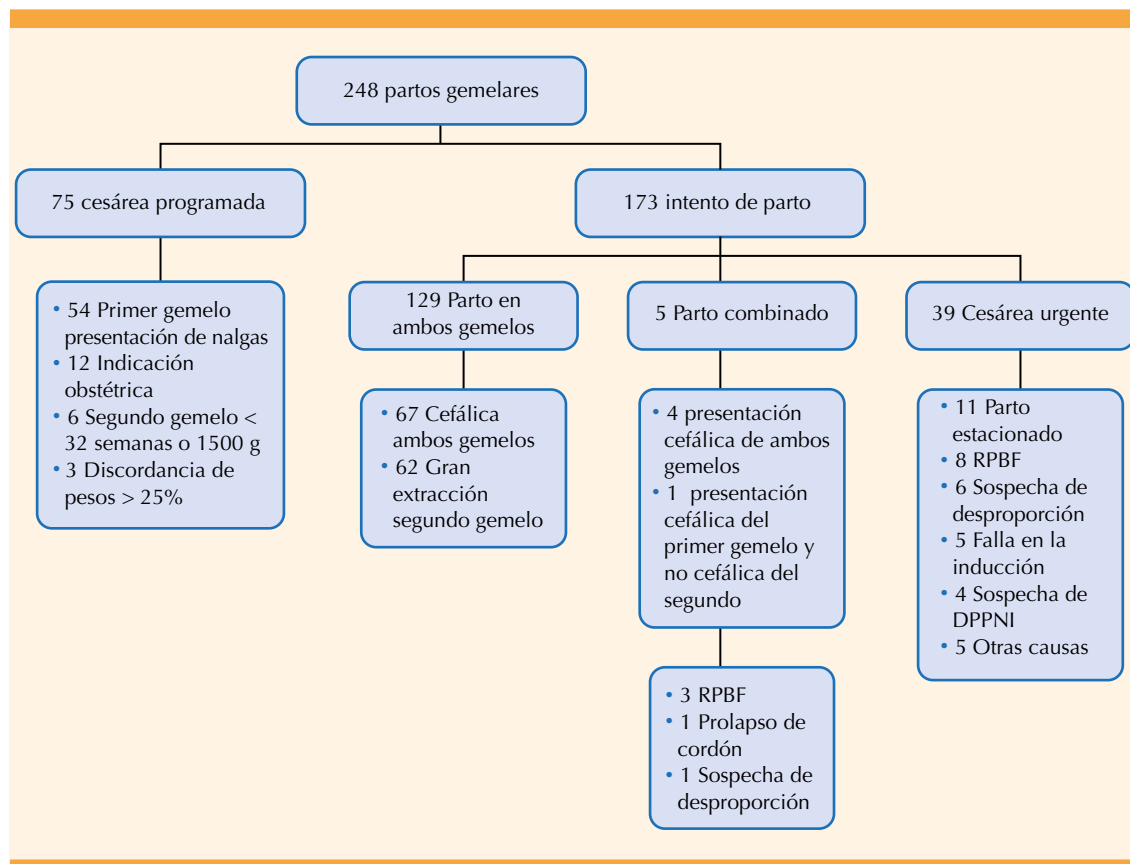 248 partos gemelares
75 cesárea programada
173 intento de parto
• 54 Primer gemelo
presentación de nalgas
• 12 Indicación
obstétrica
• 6 Segundo gemelo <
32 semanas o 1500 g
• 3 Discordancia de
pesos > 25%
129 Parto en
ambos gemelos
5 Parto combinado
39 Cesárea urgente
• 67 Cefálica
ambos gemelos
• 62 Gran
extracción
segundo gemelo
• 4 presentación
cefálica de ambos
gemelos
• 1 presentación
cefálica del
primer gemelo y
no cefálica del
segundo
• 11 Parto
estacionado
• 8 RPBF
• 6 Sospecha de
desproporción
• 5 Falla en la
inducción
• 4 Sospecha de
DPPNI
• 5 Otras causas
• 3 RPBF
• 1 Prolapso de
cordón
• 1 Sospecha de
desproporción